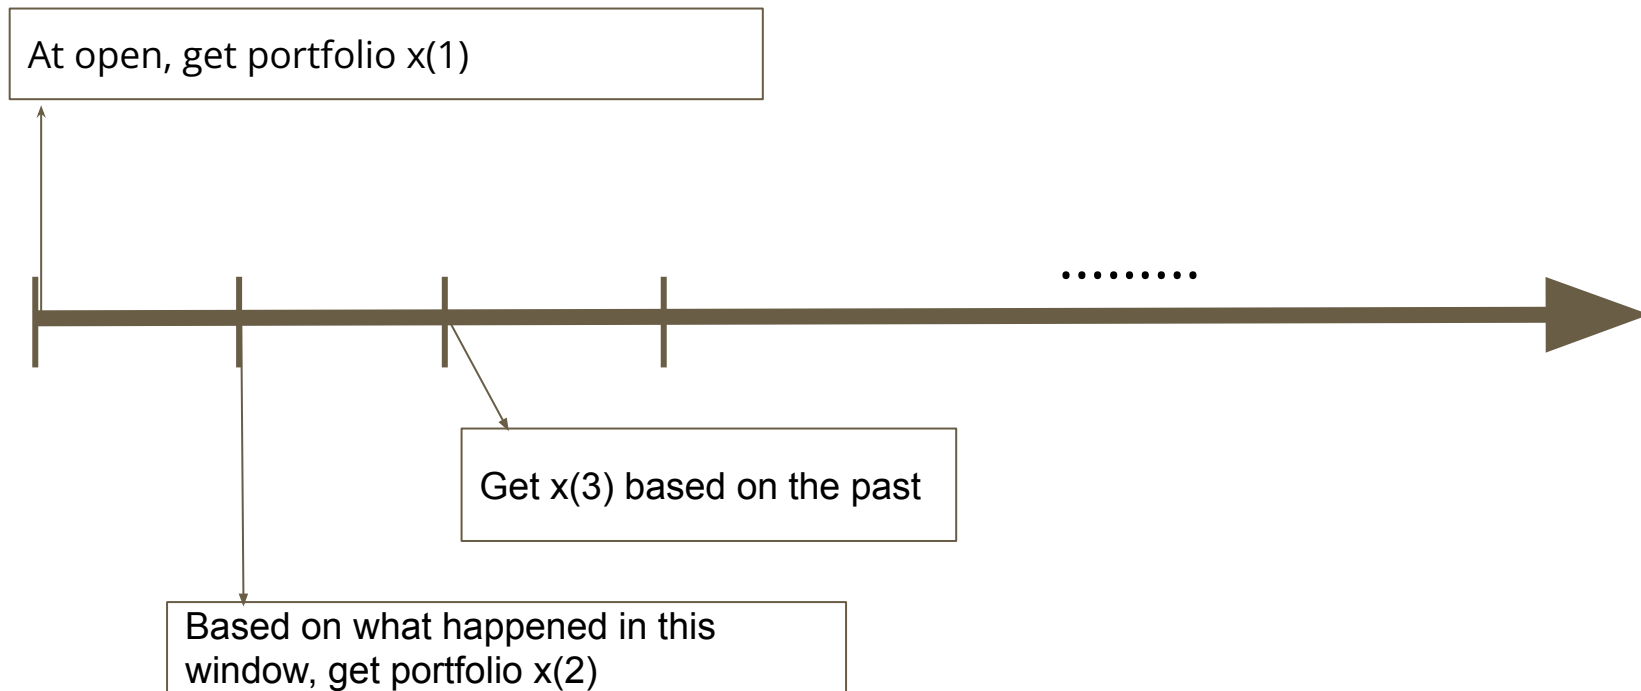 At open, get portfolio x(1)
.........
Get x(3) based on the past
Based on what happened in this
window, get portfolio x(2)